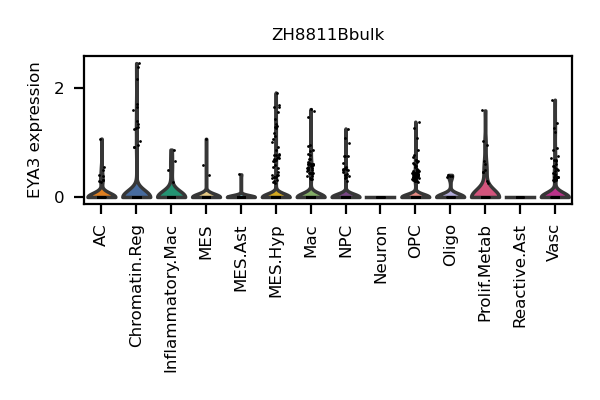 ZH8811Bbulk
EYA3 expression
2
0
AC
Chromatin.Reg
Inflammatory.Mac
MES
MES.Ast
MES.Hyp
Mac
NPC
Neuron
OPC
Oligo
Prolif.Metab
Reactive.Ast
Vasc